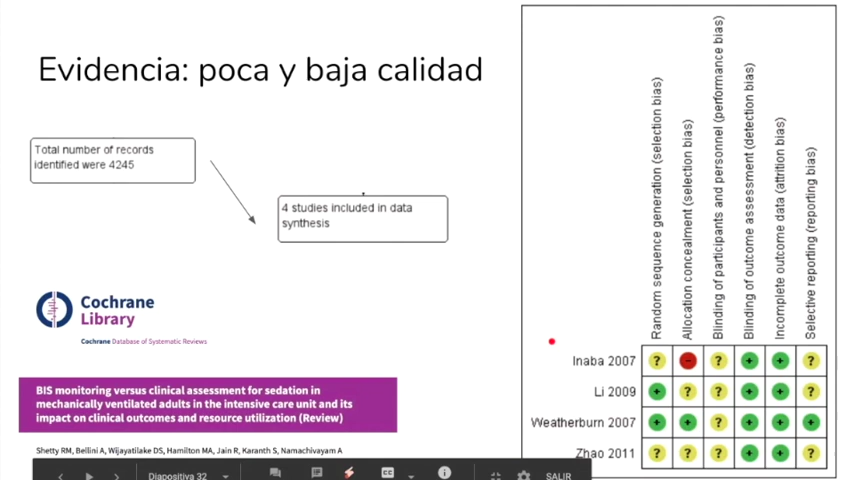 Evidencia: poca y baja calidad
Total number of records
identified were 4245
4 studies included in data
synthesis
Cochrane
Library
Cochrane Database of Systematic Reviews
BIS monitoring versus clinical assessment for sedation in
mechanically ventilated adults in the intensive care unit and its
impact on clinical outcomes and resource utilization (Review)
Shetty RM, Bellini A, Wijayatilake DS, Hamilton MA, Jain R, Karanth S, Namachivayam A
Random sequence generation (selection bias)
Allocation concealment (selection bias)
Blinding of participants and personnel (performance bias)
Blinding of outcome assessment (detection bias)
Incomplete outcome data (attrition bias)
Selective reporting (reporting bias)
Inaba 2007 ? - ? + + ?
Li 2009 + ? ? + + ?
Weatherburn 2007 + + ? + + +
Zhao 2011 ? ? ? + + ?
Diapositiva 32 CC SALIR